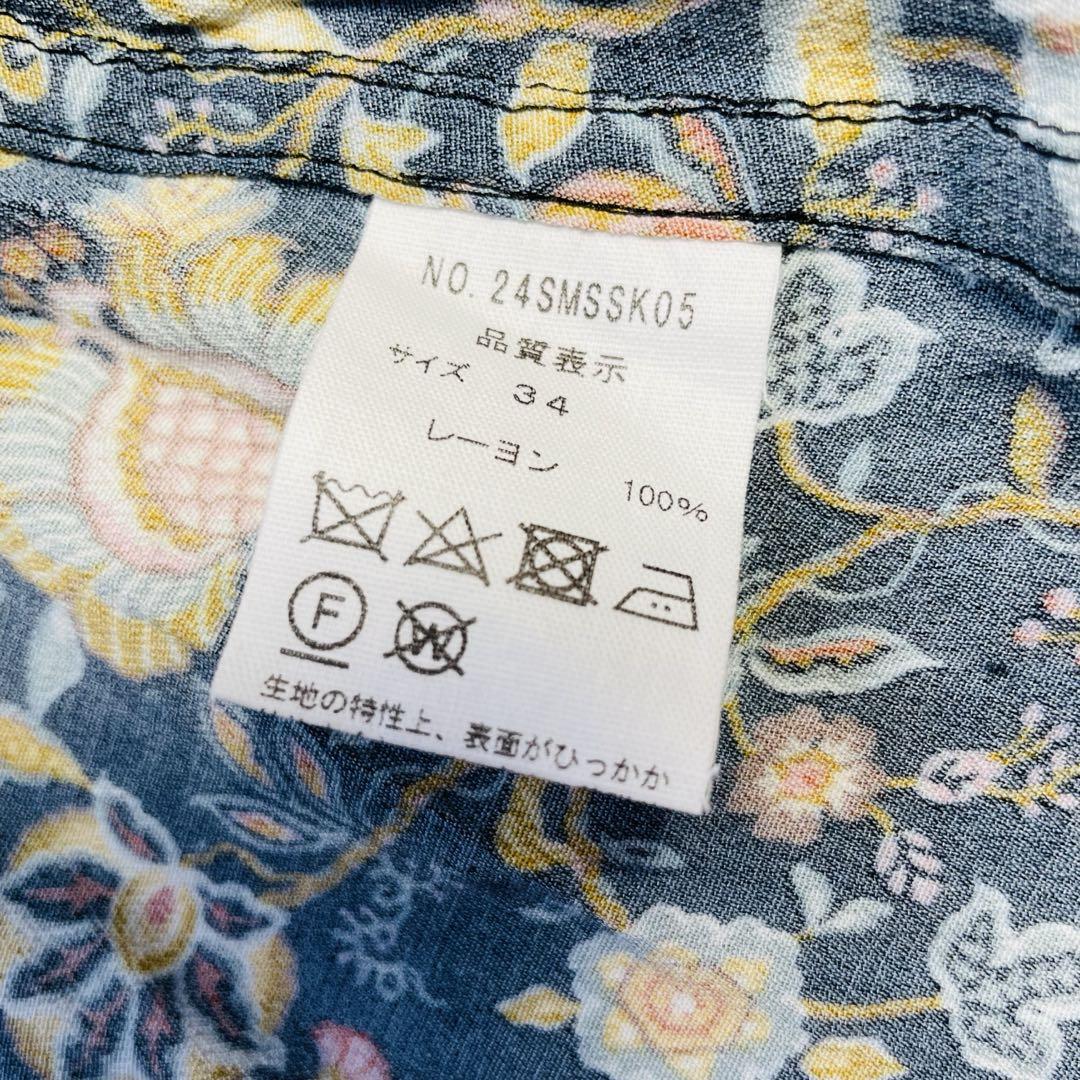 NO. 24SMSSK05
品質表示
サイズ 34
レーヨン 100%
F
W
生地の特性上、表面がひっかか